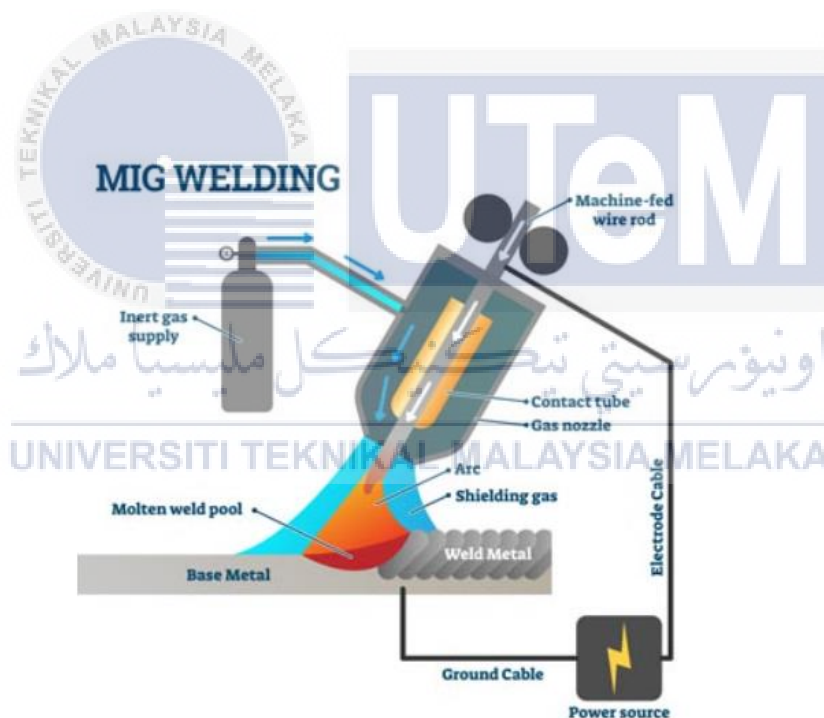 UNIVERSITI TEKNIKAL MALAYSIA MELAKA
UTeM
MIG WELDING
Machine-fed
wire rod
Inert gas
supply
اونيۏرسيتي تيكنيكل مليسيا ملاك
Contact tube
Gas nozzle
UNIVERSITI TEKNIKAL MALAYSIA MELAKA
Arc
Shielding gas
Molten weld pool
Electrode Cable
Weld Metal
Base Metal
Ground Cable
Power source